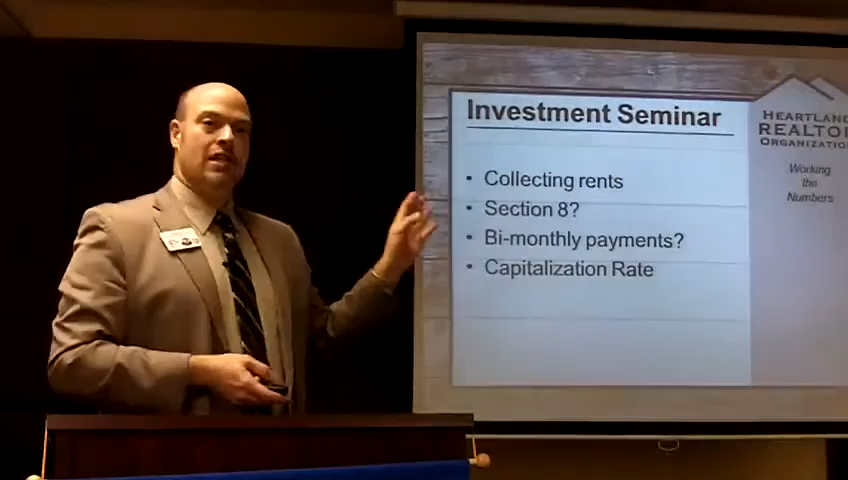 Investment Seminar
• Collecting rents
• Section 8?
• Bi-monthly payments?
• Capitalization Rate
HEARTLAND
REALTOR
ORGANIZATION
Working
the
Numbers